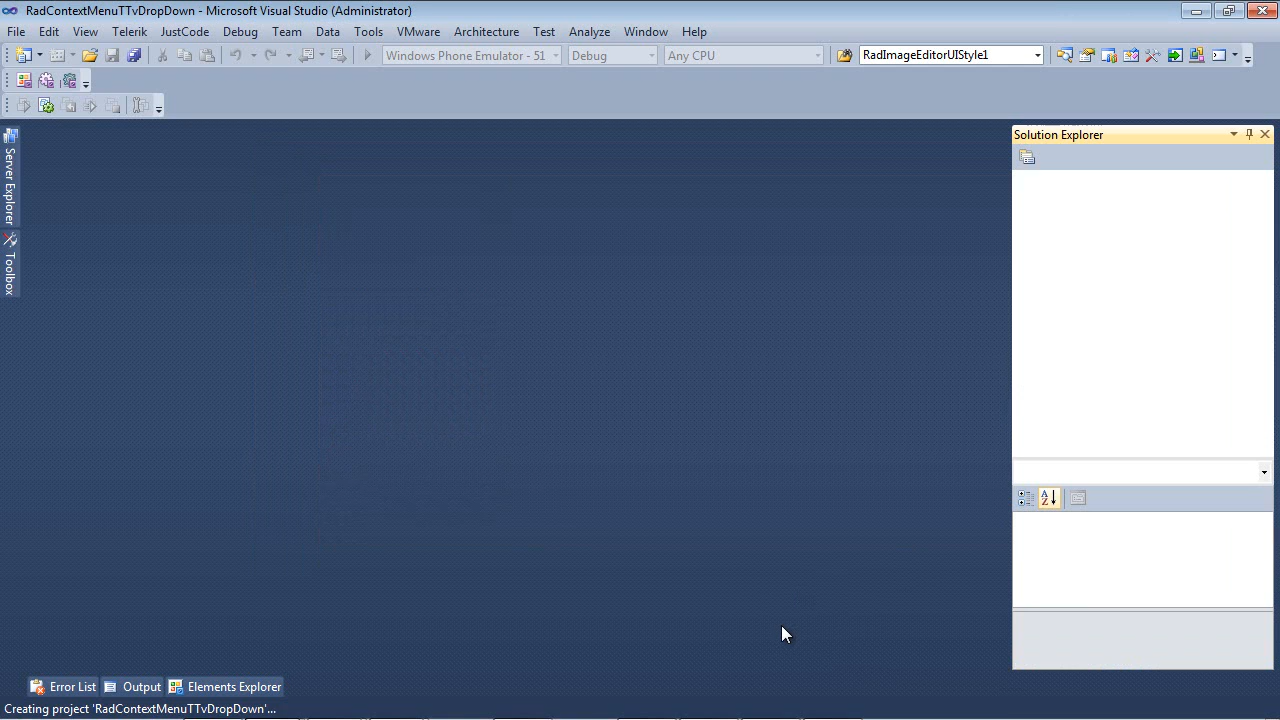 RadContextMenuTTvDropDown - Microsoft Visual Studio (Administrator)
File Edit View Telerik JustCode Debug Team Data Tools VMware Architecture Test Analyze Window Help
Windows Phone Emulator - 51 Debug Any CPU RadImageEditorUIStyle1
Solution Explorer
Server Explorer
Toolbox
A
Z
Error List Output Elements Explorer
Creating project 'RadContextMenuTTvDropDown'...